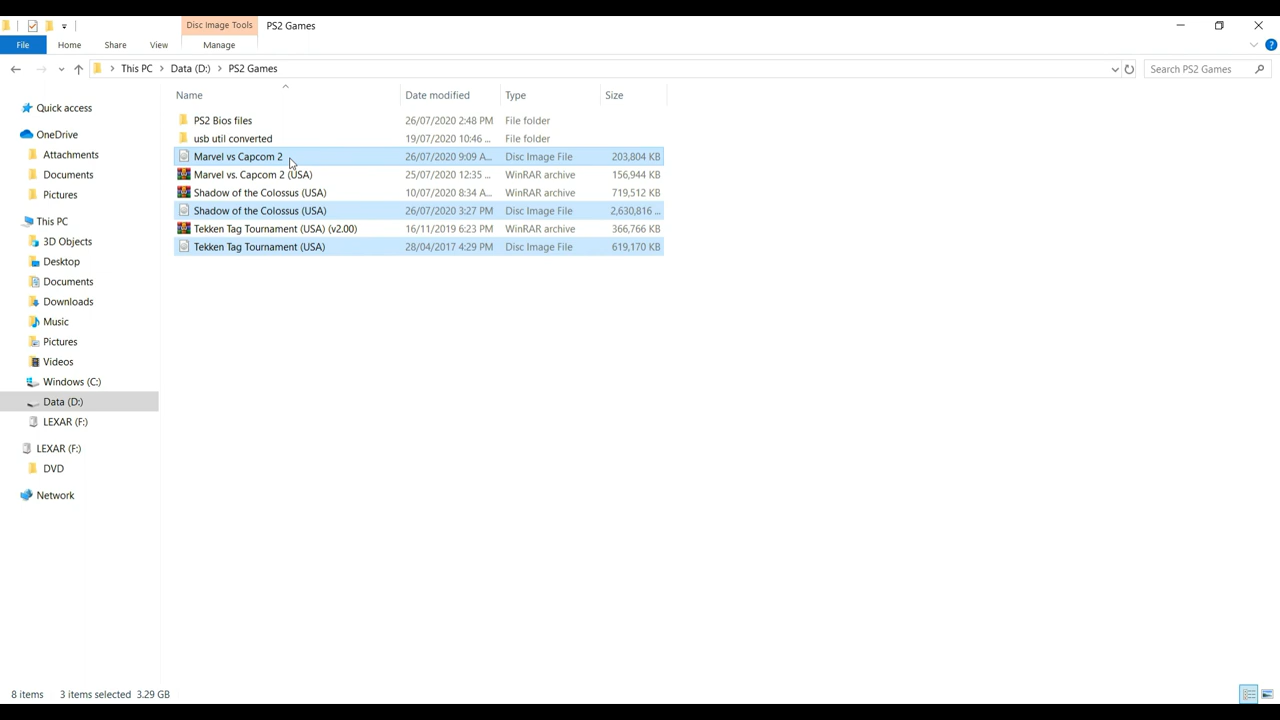 Disc Image Tools PS2 Games
File Home Share View Manage
This PC Data (D:) PS2 Games Search PS2 Games
Name Date modified Type Size
Quick access
OneDrive
Attachments
Documents
Pictures
This PC
3D Objects
Desktop
Documents
Downloads
Music
Pictures
Videos
Windows (C:)
Data (D:)
LEXAR (F:)
LEXAR (F:)
DVD
Network
PS2 Bios files 26/07/2020 2:48 PM File folder
usb util converted 19/07/2020 10:46 ... File folder
Marvel vs Capcom 2 26/07/2020 9:09 A... Disc Image File 203,804 KB
Marvel vs. Capcom 2 (USA) 25/07/2020 12:35 ... WinRAR archive 156,944 KB
Shadow of the Colossus (USA) 10/07/2020 8:34 A... WinRAR archive 719,512 KB
Shadow of the Colossus (USA) 26/07/2020 3:27 PM Disc Image File 2,630,816 ...
Tekken Tag Tournament (USA) (v2.00) 16/11/2019 6:23 PM WinRAR archive 366,766 KB
Tekken Tag Tournament (USA) 28/04/2017 4:29 PM Disc Image File 619,170 KB
8 items 3 items selected 3.29 GB